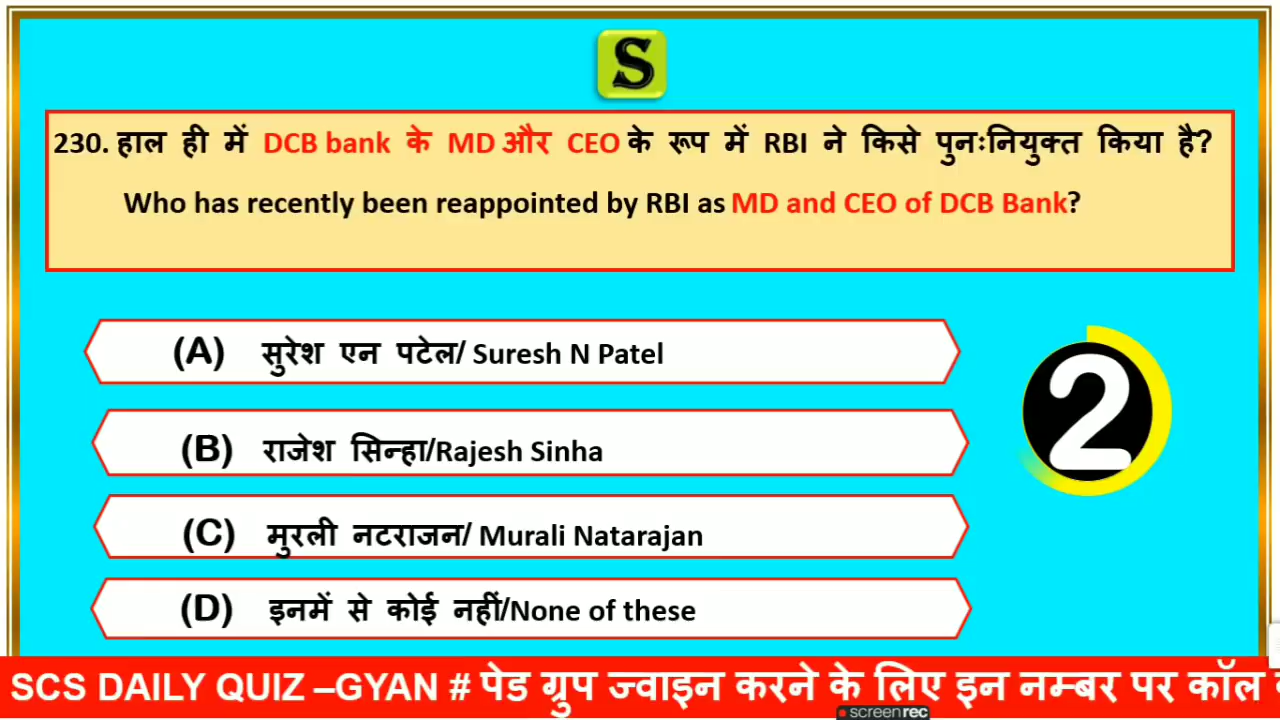 S
230. हाल ही में DCB bank के MD और CEO के रूप में RBI ने किसे पुनःनियुक्त किया है?
Who has recently been reappointed by RBI as MD and CEO of DCB Bank?
(A) सुरेश एन पटेल/ Suresh N Patel
(B) राजेश सिन्हा/Rajesh Sinha
(C) मुरली नटराजन/ Murali Natarajan
(D) इनमें से कोई नहीं/None of these
2
SCS DAILY QUIZ –GYAN # पेड ग्रुप ज्वाइन करने के लिए इन नम्बर पर कॉल
screenrec